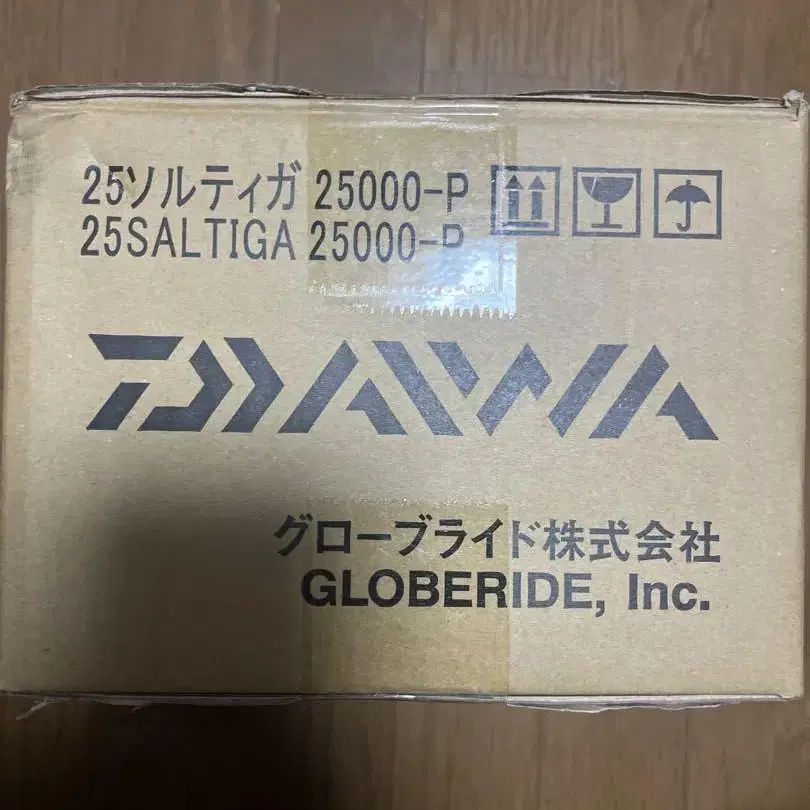 25ソルティガ 25000-P
25SALTIGA 25000-P
DAIWA
グローブライド株式会社
GLOBERIDE, Inc.